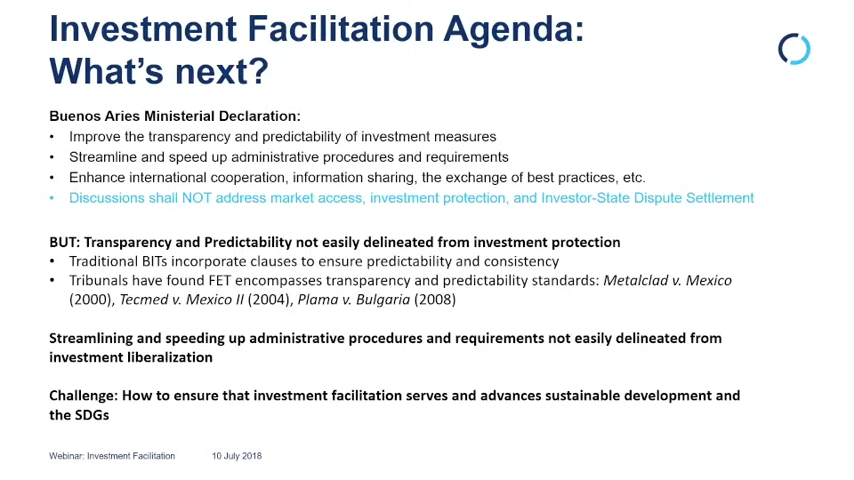 Investment Facilitation Agenda:
What's next?
Buenos Aries Ministerial Declaration:
• Improve the transparency and predictability of investment measures
• Streamline and speed up administrative procedures and requirements
• Enhance international cooperation, information sharing, the exchange of best practices, etc.
• Discussions shall NOT address market access, investment protection, and Investor-State Dispute Settlement
BUT: Transparency and Predictability not easily delineated from investment protection
• Traditional BITs incorporate clauses to ensure predictability and consistency
• Tribunals have found FET encompasses transparency and predictability standards: Metalclad v. Mexico
(2000), Tecmed v. Mexico II (2004), Plama v. Bulgaria (2008)
Streamlining and speeding up administrative procedures and requirements not easily delineated from
investment liberalization
Challenge: How to ensure that investment facilitation serves and advances sustainable development and
the SDGs
Webinar: Investment Facilitation 10 July 2018